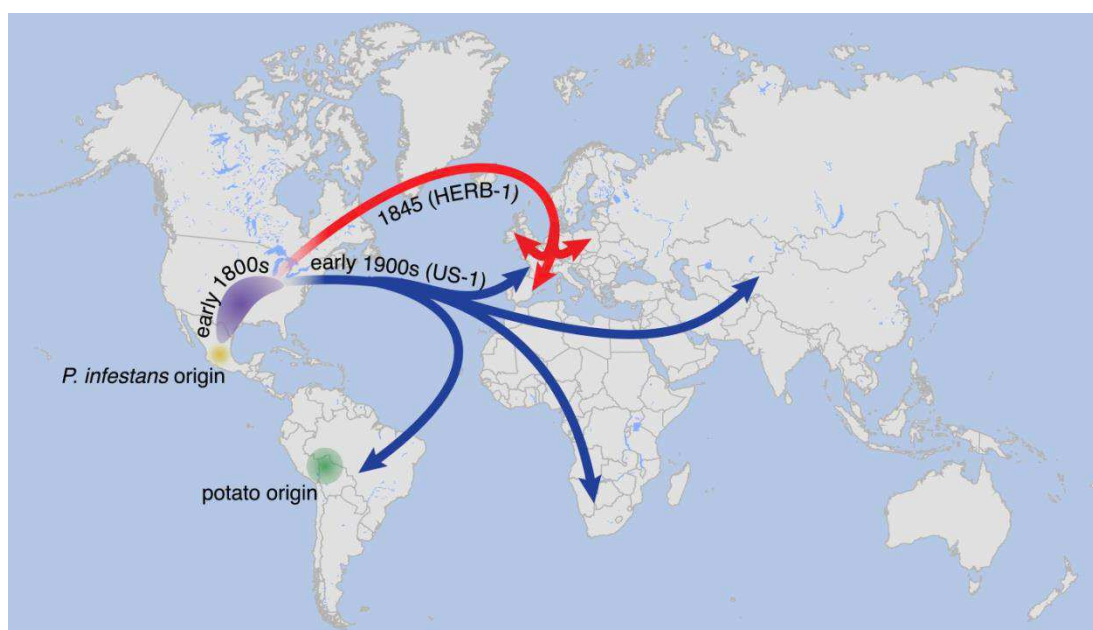 1845 (HERB-1)
early 1800s
early 1900s (US-1)
P. infestans origin
potato origin